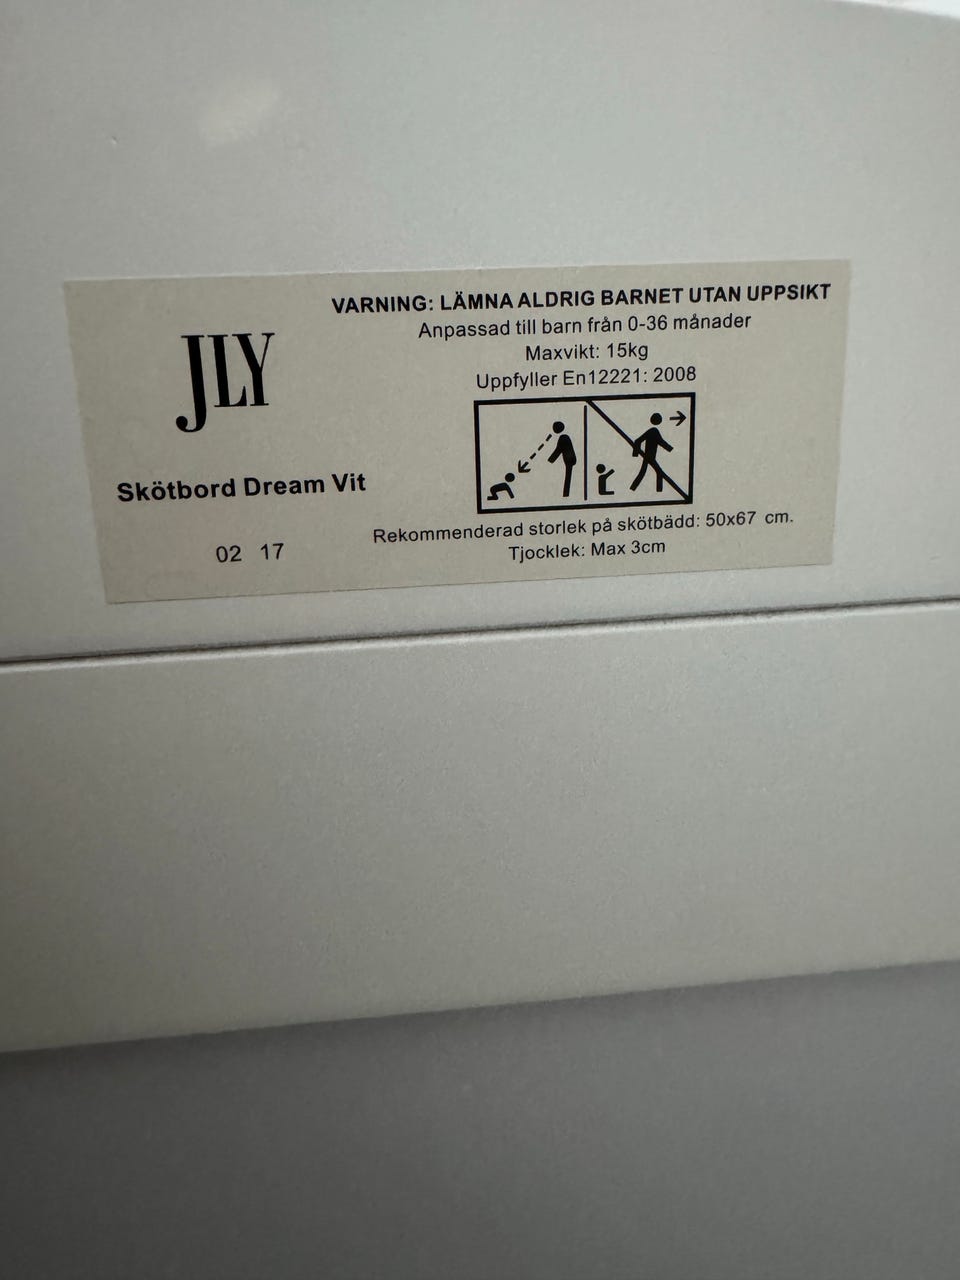 VARNING: LÄMNA ALDRIG BARNET UTAN UPPSIKT
Anpassad till barn från 0-36 månader
Maxvikt: 15kg
Uppfyller En12221: 2008
JLY
Skötbord Dream Vit
02 17
Rekommenderad storlek på skötbädd: 50x67 cm.
Tjocklek: Max 3cm